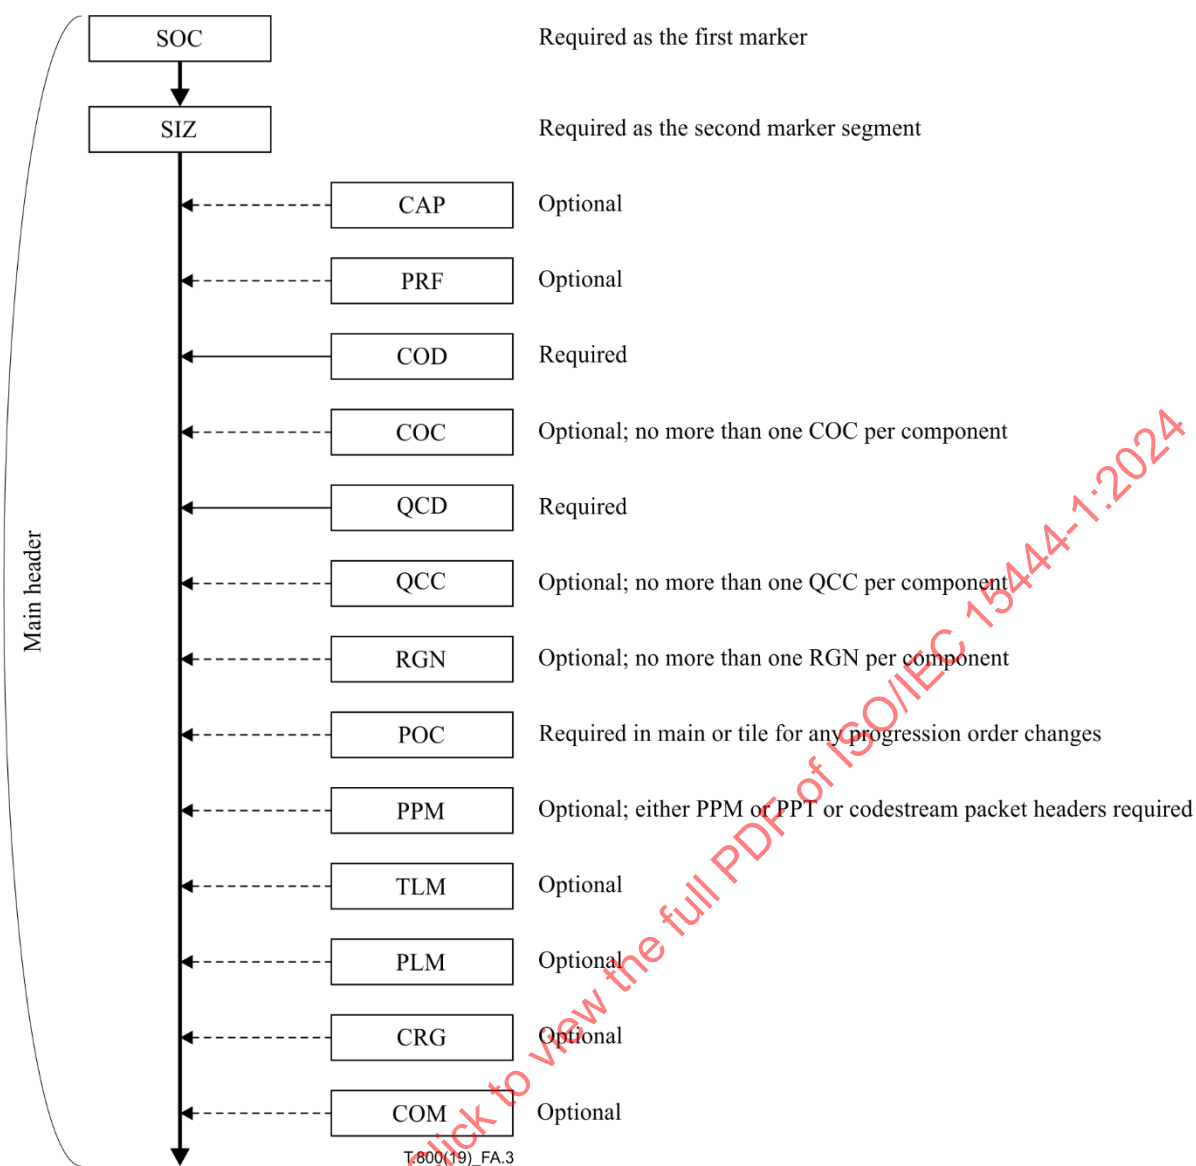 SOC Required as the first marker
SIZ Required as the second marker segment
CAP Optional
PRF Optional
COD Required
COC Optional; no more than one COC per component
QCD Required
QCC Optional; no more than one QCC per component
RGN Optional; no more than one RGN per component
POC Required in main or tile for any progression order changes
PPM Optional; either PPM or PPT or codestream packet headers required
TLM Optional
PLM Optional
CRG Optional
COM Optional
T.800(19)_FA.3
Main header
Click to view the full PDF of ISO/IEC 15444-1:2024